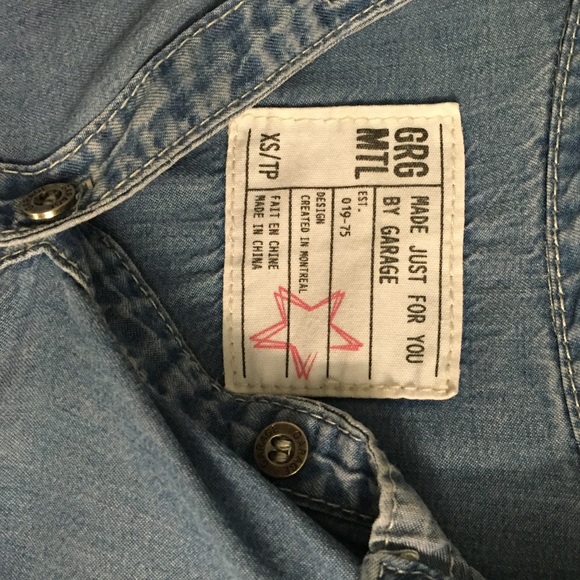 GRG
MTL
MADE JUST FOR YOU
BY GARAGE
EST.
019-75
DESIGN
CREATED IN MONTREAL
XS/TP
FAIT EN CHINE
MADE IN CHINA
GARAGE